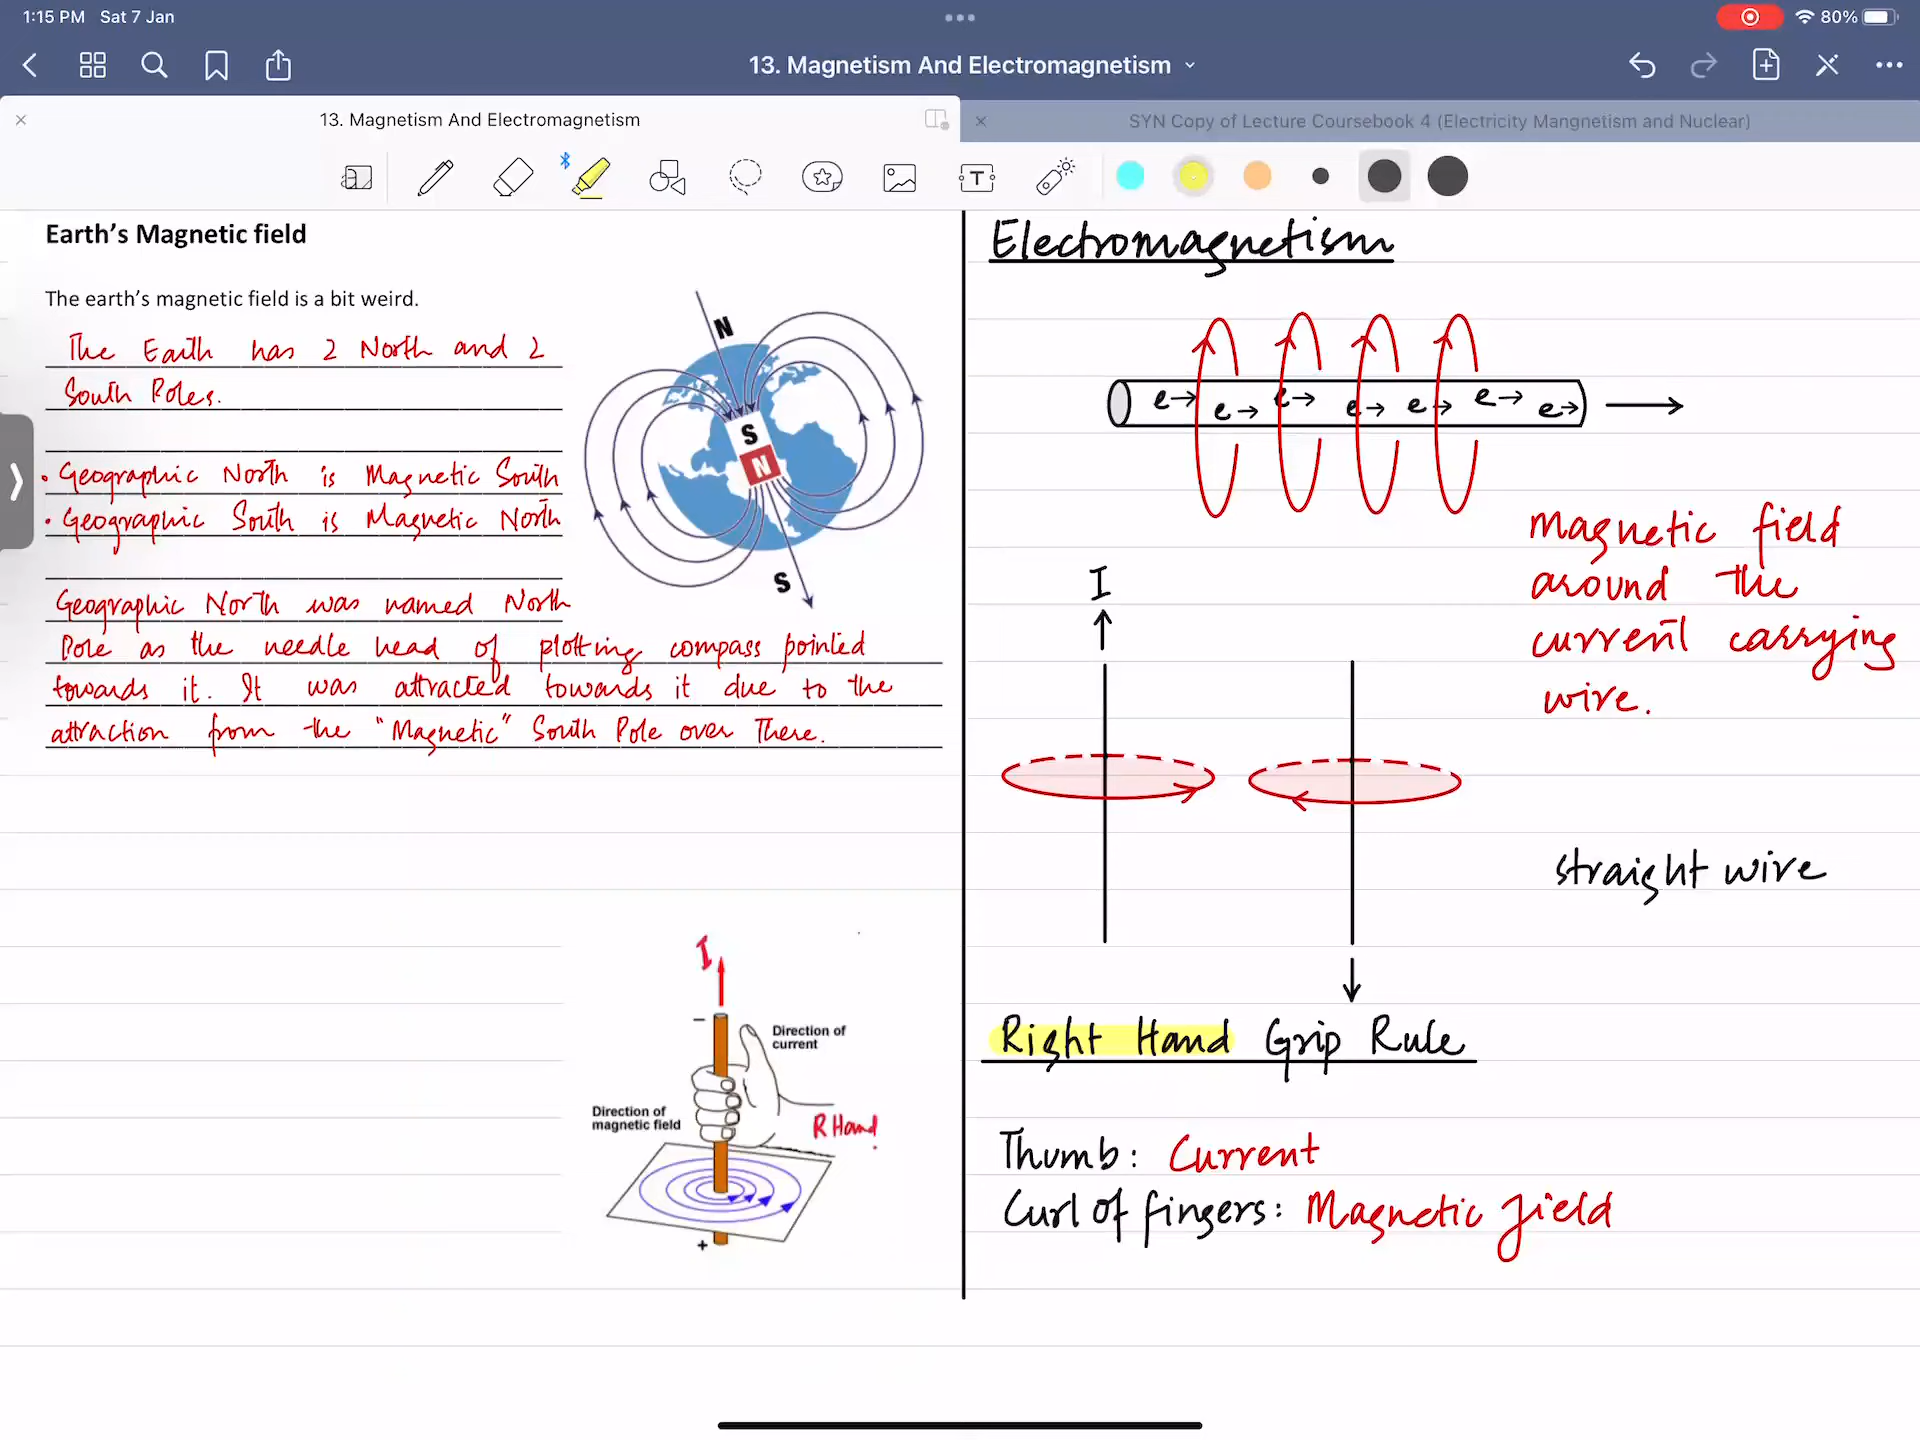 1:15 PM Sat 7 Jan
80%
13. Magnetism And Electromagnetism
13. Magnetism And Electromagnetism
SYN Copy of Lecture Coursebook 4 (Electricity Mangnetism and Nuclear)
Earth's Magnetic field
The earth's magnetic field is a bit weird.
The Earth has 2 North and 2
South Poles.
• Geographic North is Magnetic South
• Geographic South is Magnetic North
Geographic North was named North
Pole as the needle head of plotting compass pointed
towards it. It was attracted towards it due to the
attraction from the "Magnetic" South Pole over There.
N
S
N
S
I
−
Direction of
current
Direction of
magnetic field
R Hand
+
Electromagnetism
e→ e→ e→ e→ e→ e→ e→
magnetic field
around the
current carrying
wire.
I
straight wire
Right Hand Grip Rule
Thumb: Current
Curl of fingers: Magnetic field